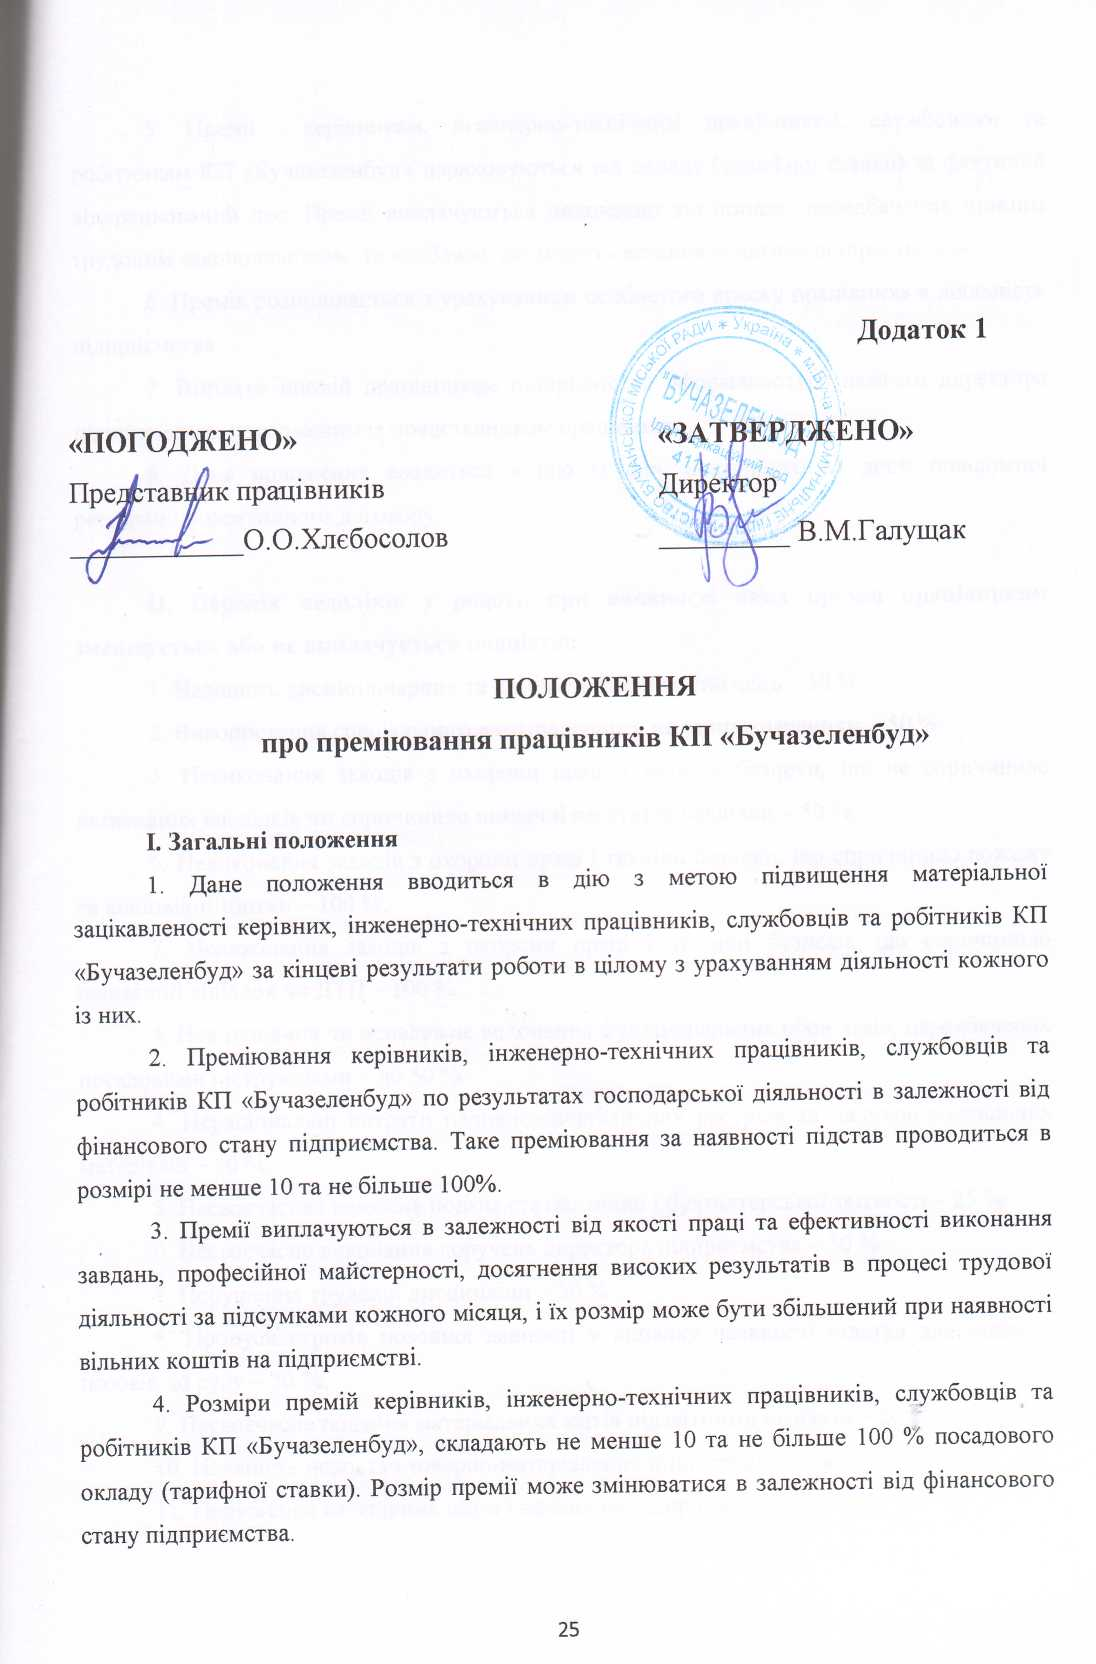 Додаток 1
«ПОГОДЖЕНО»
«ЗАТВЕРДЖЕНО»
Представник працівників
Директор
О.О.Хлєбосолов
В.М.Галущак
* Україна * м.Буча
МІСЬКОЇ РАДИ
"БУЧАЗЕЛЕНБУД"
ПОЛОЖЕННЯ
про преміювання працівників КП «Бучазеленбуд»
І. Загальні положення
1. Дане положення вводиться в дію з метою підвищення матеріальної
зацікавленості керівних, інженерно-технічних працівників, службовців та робітників КП
«Бучазеленбуд» за кінцеві результати роботи в цілому з урахуванням діяльності кожного
із них.
2. Преміювання керівників, інженерно-технічних працівників, службовців та
робітників КП «Бучазеленбуд» по результатах господарської діяльності в залежності від
фінансового стану підприємства. Таке преміювання за наявності підстав проводиться в
розмірі не менше 10 та не більше 100%.
3. Премії виплачуються в залежності від якості праці та ефективності виконання
завдань, професійної майстерності, досягнення високих результатів в процесі трудової
діяльності за підсумками кожного місяця, і їх розмір може бути збільшений при наявності
вільних коштів на підприємстві.
4. Розміри премій керівників, інженерно-технічних працівників, службовців та
робітників КП «Бучазеленбуд», складають не менше 10 та не більше 100 % посадового
окладу (тарифної ставки). Розмір премії може змінюватися в залежності від фінансового
стану підприємства.
25